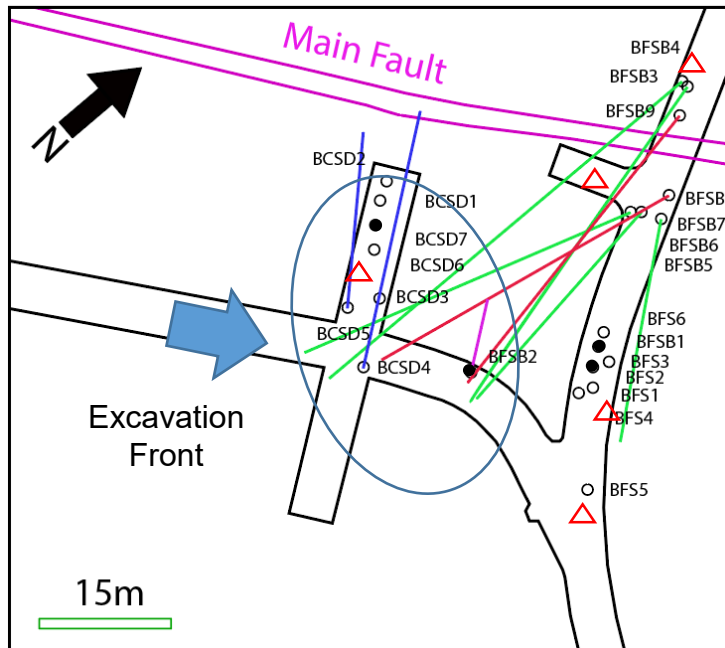 Main Fault
N
BFSB4
BFSB3
BFSB9
BCSD2
BCSD1
BCSD7
BCSD6
BCSD3
BCSD5
BCSD4
BFSB
BFSB7
BFSB6
BFSB5
BFS6
BFSB1
BFS3
BFS2
BFS1
BFS4
BFSB2
BFS5
Excavation
Front
15m